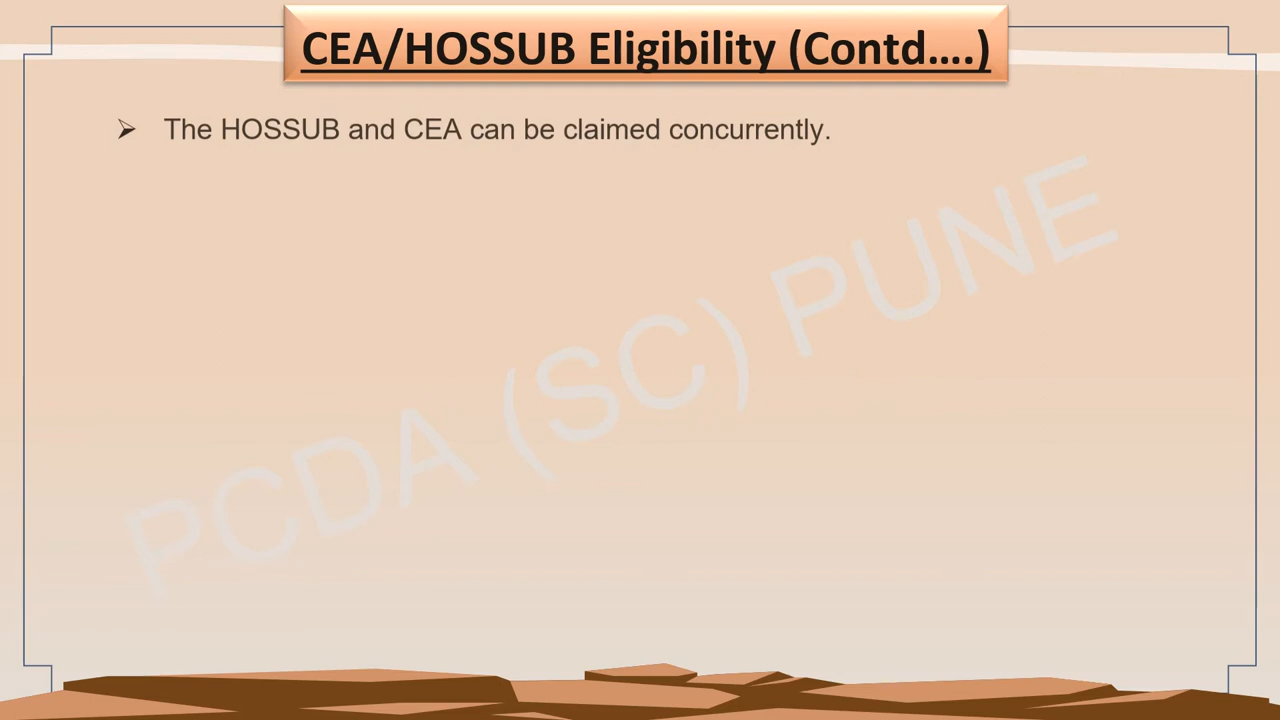 CEA/HOSSUB Eligibility (Contd….)
➢ The HOSSUB and CEA can be claimed concurrently.
PCDA (SC) PUNE